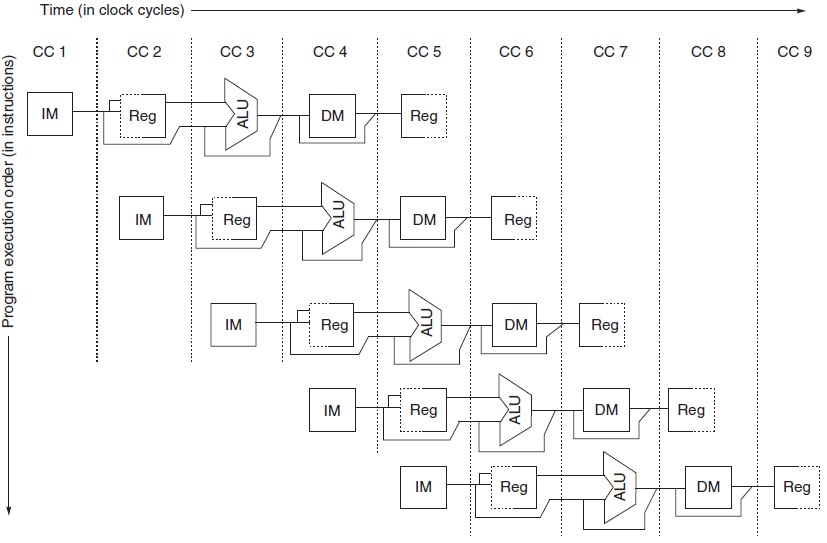 Time (in clock cycles)
CC 1 CC 2 CC 3 CC 4 CC 5 CC 6 CC 7 CC 8 CC 9
Program execution order (in instructions)
IM Reg ALU DM Reg
IM Reg ALU DM Reg
IM Reg ALU DM Reg
IM Reg ALU DM Reg
IM Reg ALU DM Reg